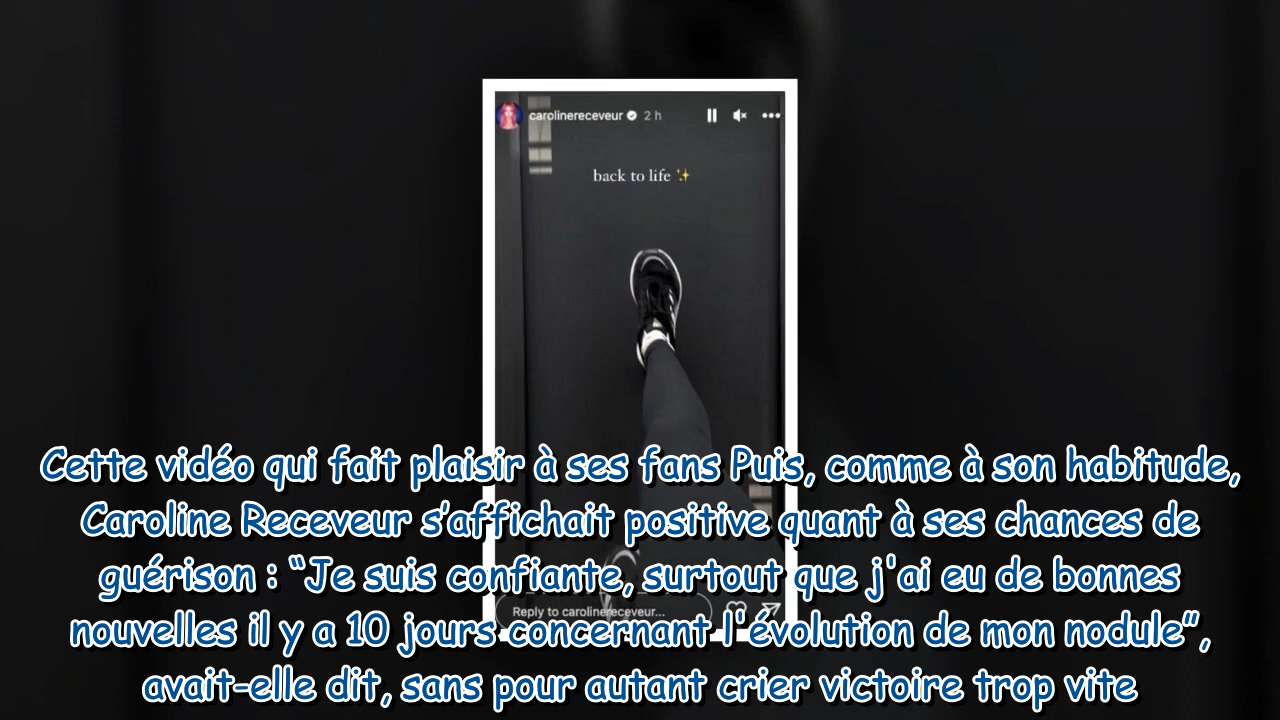 carolinereceveur 2 h
back to life ✨
Cette vidéo qui fait plaisir à ses fans Puis, comme à son habitude,
Caroline Receveur s’affichait positive quant à ses chances de
guérison : “Je suis confiante, surtout que j'ai eu de bonnes
Reply to carolinereceveur...
nouvelles il y a 10 jours concernant l'évolution de mon nodule”,
avait-elle dit, sans pour autant crier victoire trop vite